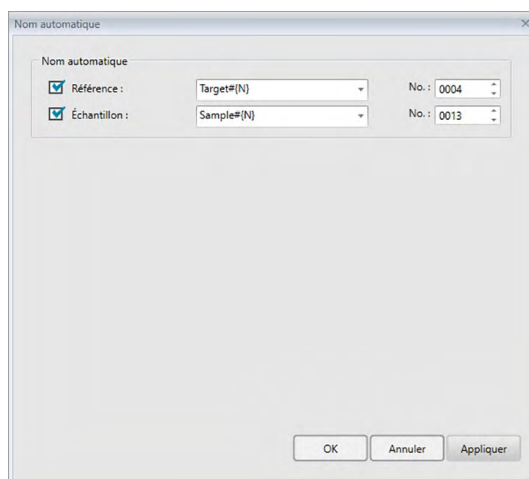 Nom automatique
Nom automatique
Référence : Target#{N} No. : 0004
Échantillon : Sample#{N} No. : 0013
OK Annuler Appliquer